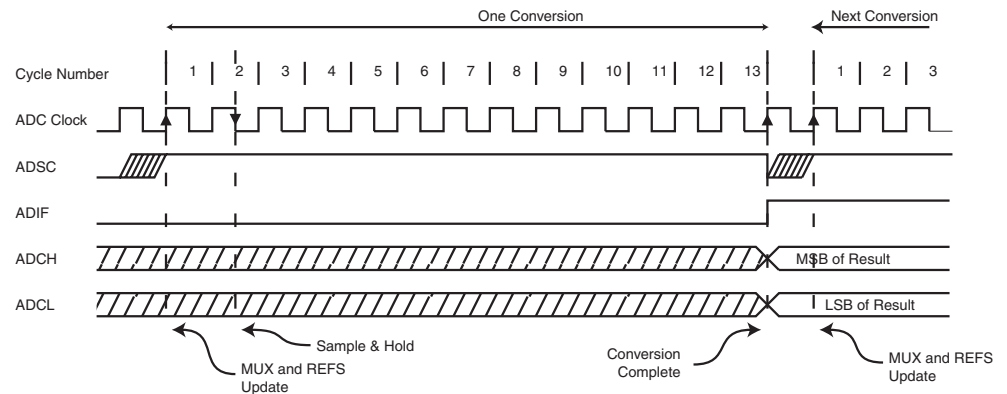 One Conversion
Next Conversion
Cycle Number 1 2 3 4 5 6 7 8 9 10 11 12 13 1 2 3
ADC Clock
ADSC
ADIF
ADCH
MSB of Result
ADCL
LSB of Result
Sample & Hold
MUX and REFS
Update
Conversion
Complete
MUX and REFS
Update